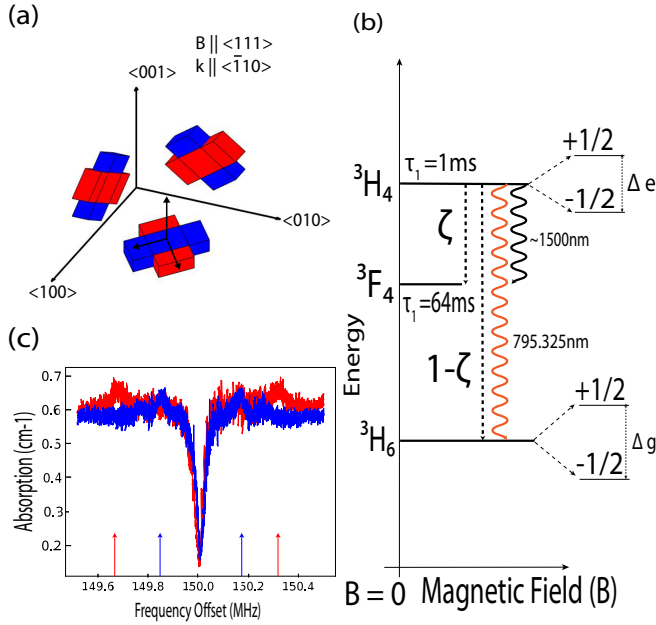 (a)
B || <111>
k || <1̅10>
<001>
<010>
<100>
(b)
Energy
³H₄
τ₁=1ms
+1/2
-1/2
Δ e
ζ
~1500nm
³F₄
τ₁=64ms
795.325nm
1-ζ
³H₆
+1/2
-1/2
Δ g
B = 0
Magnetic Field (B)
(c)
Absorption (cm-1)
0.7
0.6
0.5
0.4
0.3
0.2
149.6
149.8
150.0
150.2
150.4
Frequency Offset (MHz)